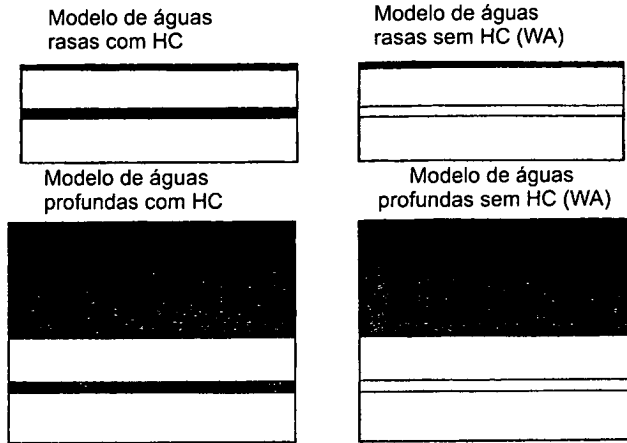 Modelo de águas
rasas com HC
Modelo de águas
rasas sem HC (WA)
Modelo de águas
profundas com HC
Modelo de águas
profundas sem HC (WA)